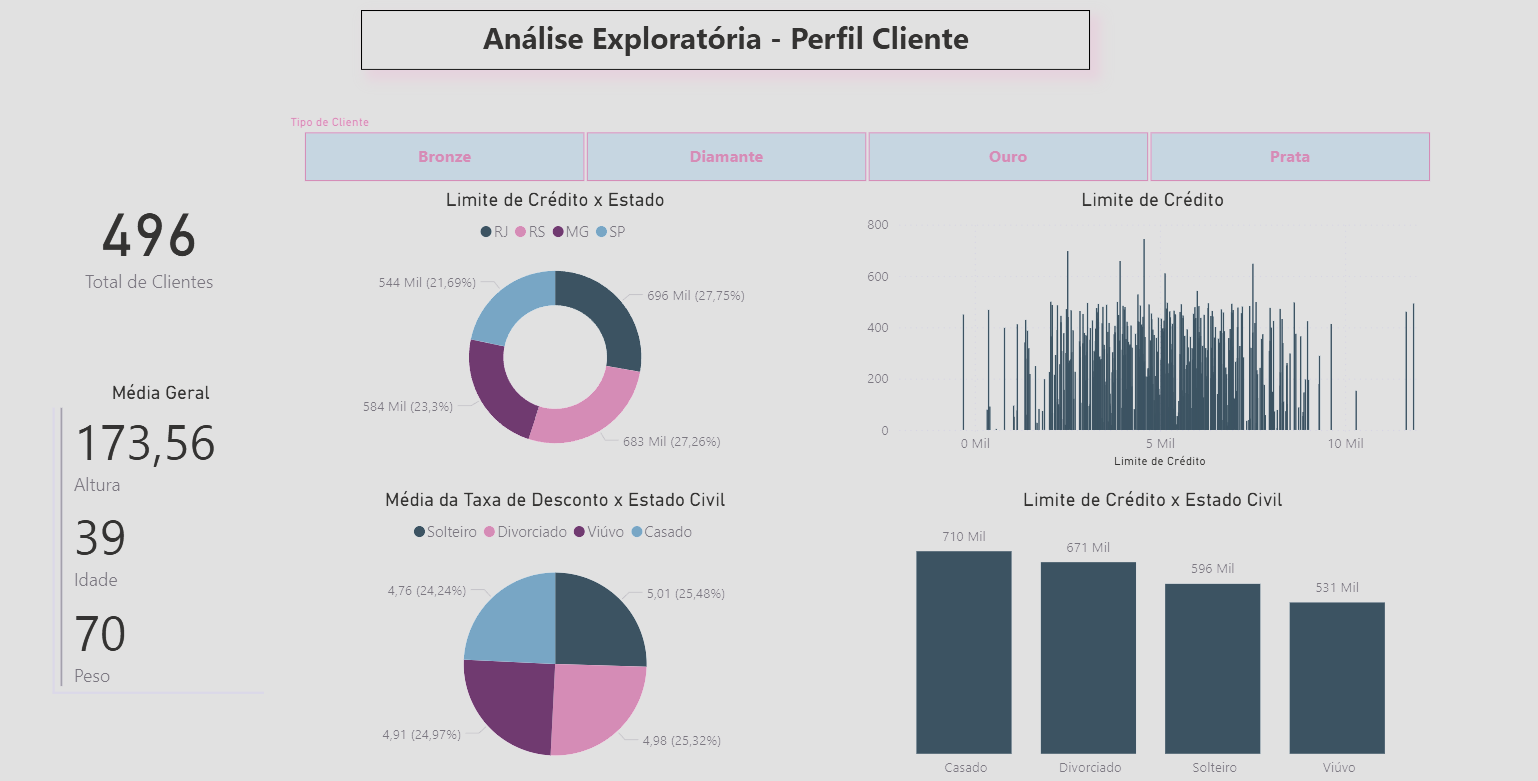 Análise Exploratória - Perfil Cliente
Tipo de Cliente
Bronze
Diamante
Ouro
Prata
496
Total de Clientes
Média Geral
173,56
Altura
39
Idade
70
Peso
Limite de Crédito x Estado
RJ RS MG SP
544 Mil (21,69%)
696 Mil (27,75%)
584 Mil (23,3%)
683 Mil (27,26%)
Limite de Crédito
800
600
400
200
0
0 Mil 5 Mil 10 Mil
Limite de Crédito
Média da Taxa de Desconto x Estado Civil
Solteiro Divorciado Viúvo Casado
4,76 (24,24%)
5,01 (25,48%)
4,91 (24,97%)
4,98 (25,32%)
Limite de Crédito x Estado Civil
710 Mil
671 Mil
596 Mil
531 Mil
Casado Divorciado Solteiro Viúvo